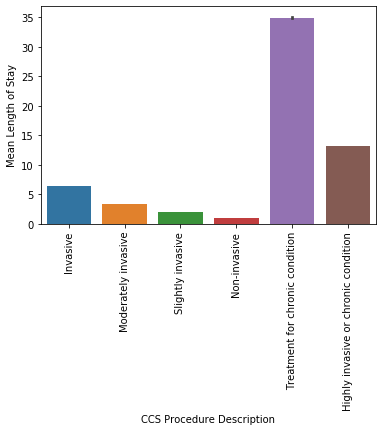 Mean Length of Stay
35
30
25
20
15
10
5
0
Invasive
Moderately invasive
Slightly invasive
Non-invasive
Treatment for chronic condition
Highly invasive or chronic condition
CCS Procedure Description